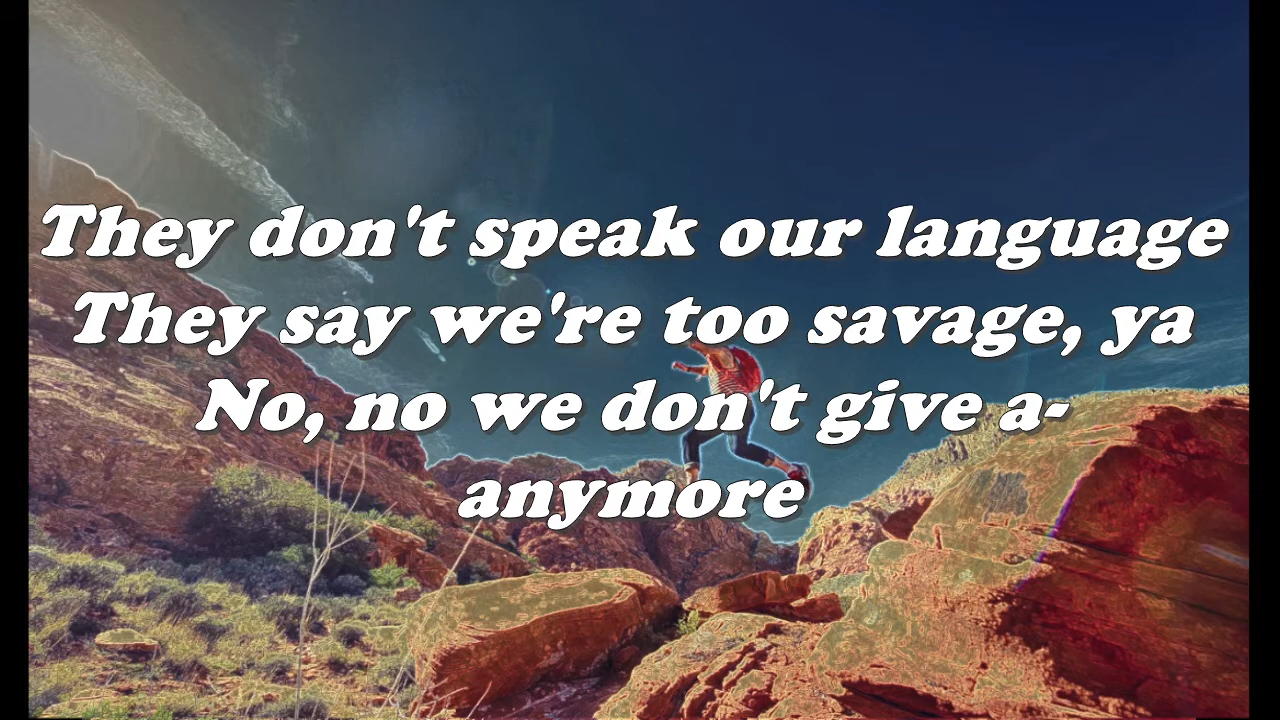 They don't speak our language
They say we're too savage, ya
No, no we don't give a-
anymore